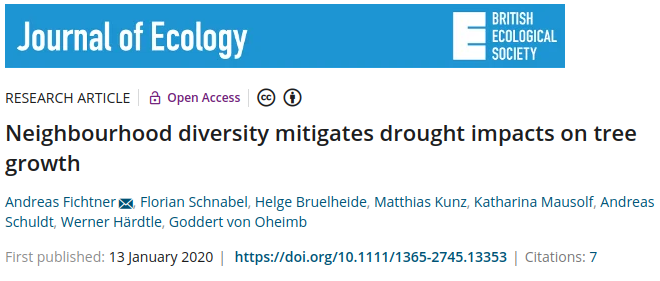 Journal of Ecology
BRITISH
ECOLOGICAL
SOCIETY
RESEARCH ARTICLE
Open Access
cc
Neighbourhood diversity mitigates drought impacts on tree
growth
Andreas Fichtner, Florian Schnabel, Helge Bruelheide, Matthias Kunz, Katharina Mausolf, Andreas
Schuldt, Werner Härdtle, Goddert von Oheimb
First published: 13 January 2020 | https://doi.org/10.1111/1365-2745.13353 | Citations: 7